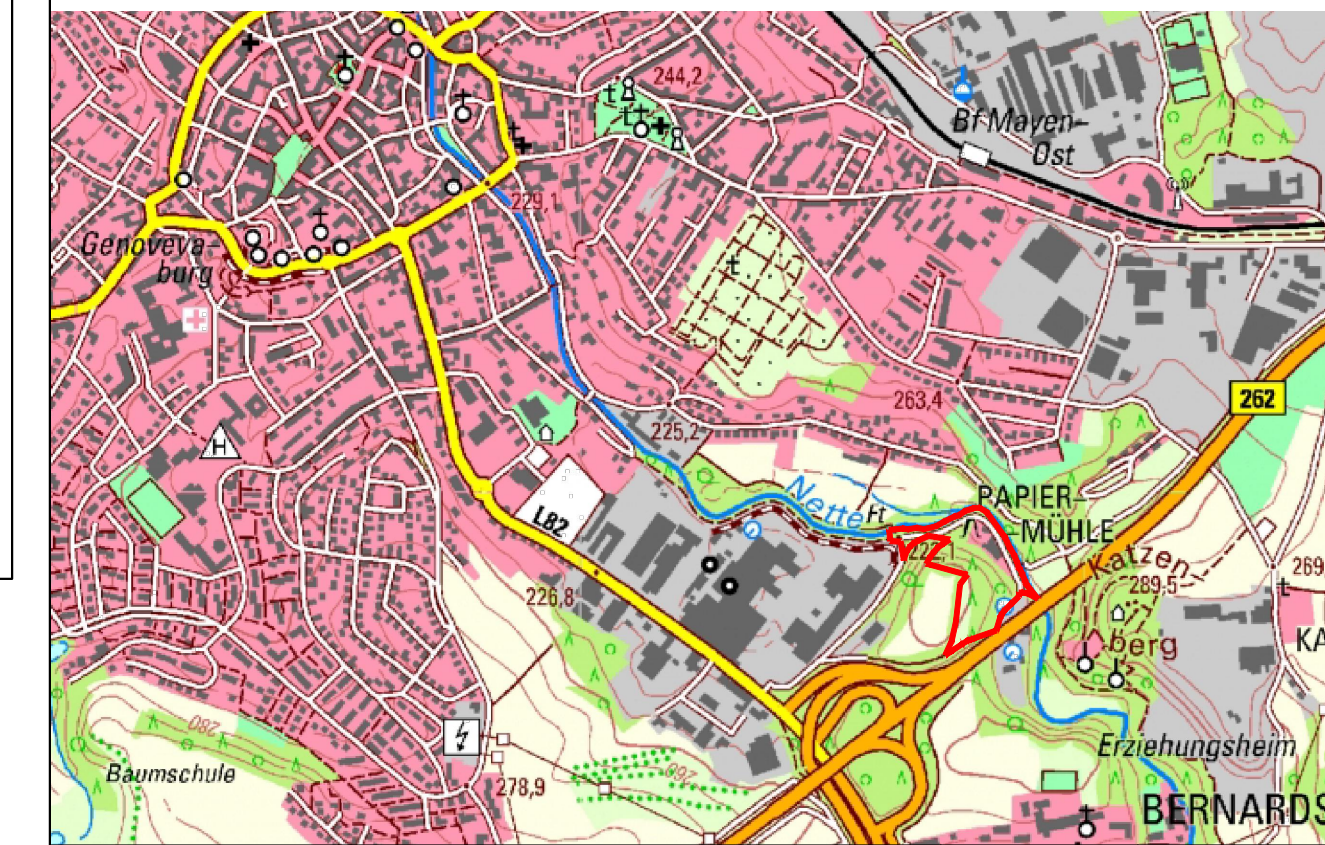 244,2
Bf Mayen-
Ost
229,1
Genoveva-
burg
263,4
262
225,2
H
Nette
Ft
PAPIER-
MÜHLE
LB2
222,1
Katzen-
289,5
269
226,8
berg
KA
280
260
Erziehungsheim
Baumschule
278,9
BERNARDS